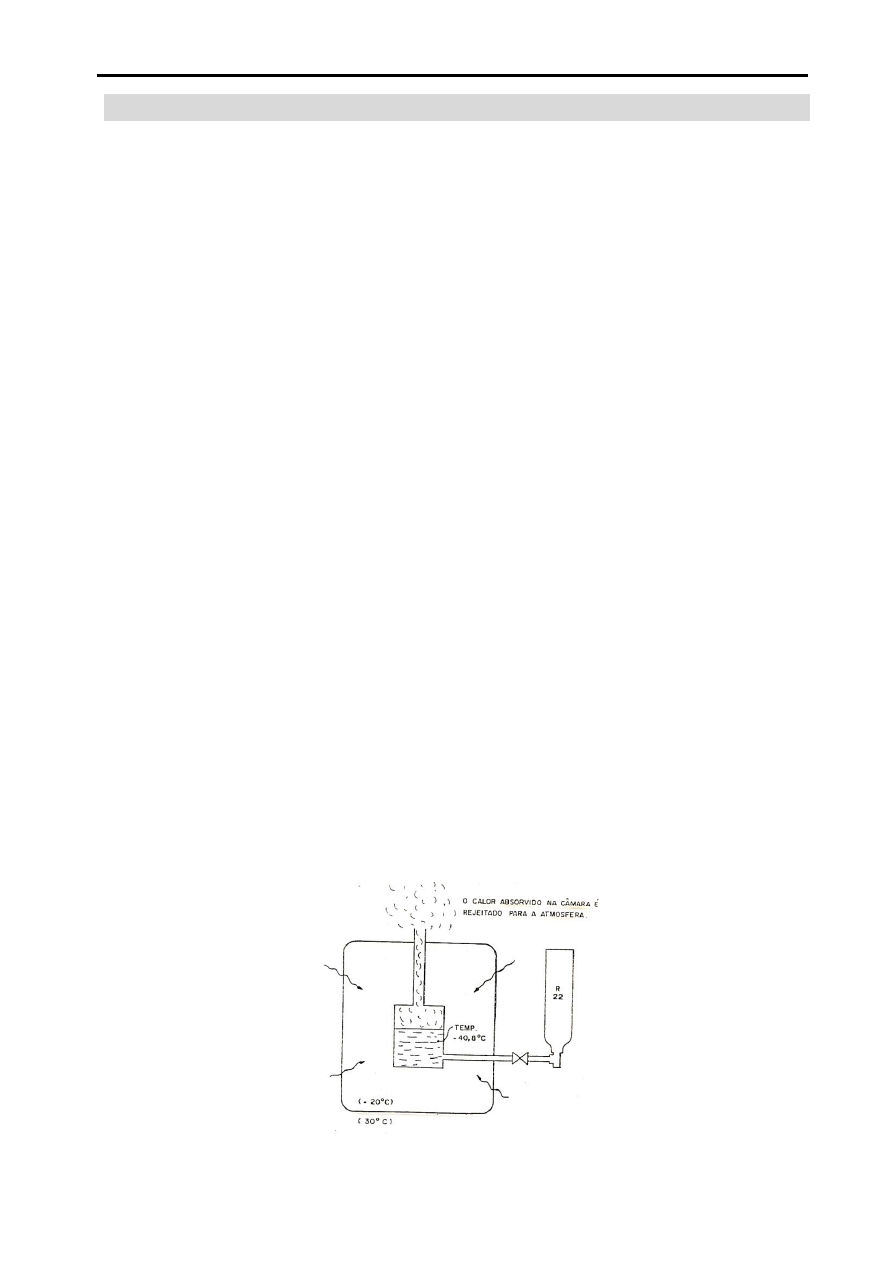 O CALOR ABSORVIDO NA CÂMARA É
REJEITADO PARA A ATMOSFERA.
R
22
TEMP.
- 40,8°C
(- 20°C)
( 30° C )